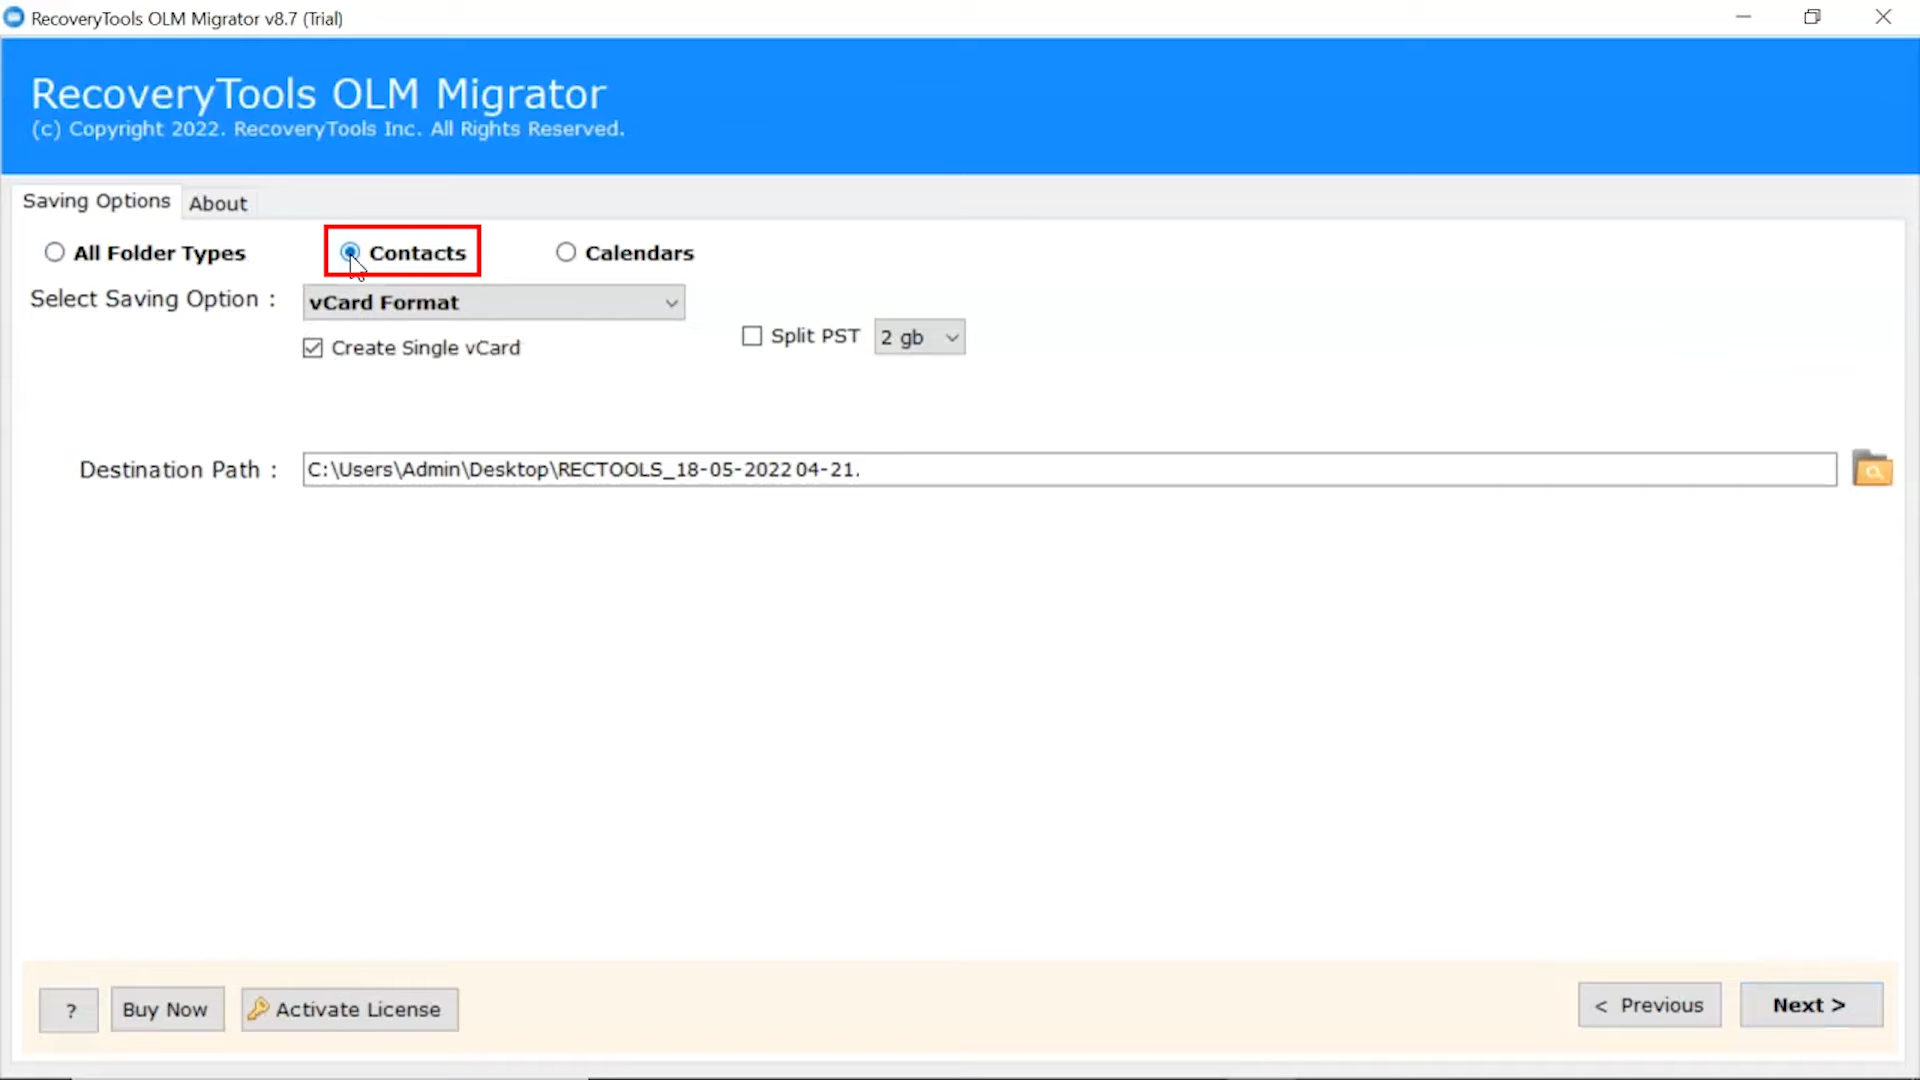 RecoveryTools OLM Migrator v8.7 (Trial)
RecoveryTools OLM Migrator
(c) Copyright 2022. RecoveryTools Inc. All Rights Reserved.
Saving Options About
All Folder Types Contacts Calendars
Select Saving Option : vCard Format
Create Single vCard Split PST 2 gb
Destination Path : C:\Users\Admin\Desktop\RECTOOLS_18-05-2022 04-21.
? Buy Now Activate License < Previous Next >